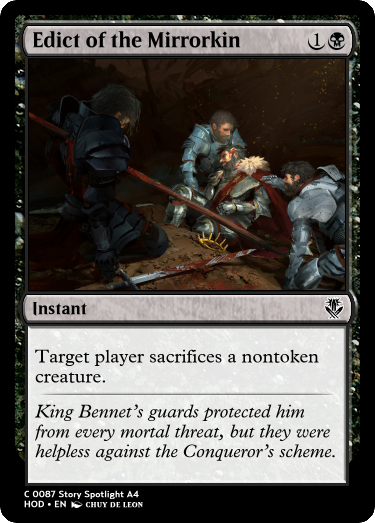 Edict of the Mirrorkin 1
Instant
Target player sacrifices a nontoken
creature.
King Bennet's guards protected him
from every mortal threat, but they were
helpless against the Conqueror's scheme.
C 0087 Story Spotlight A4
HOD • EN CHUY DE LEON